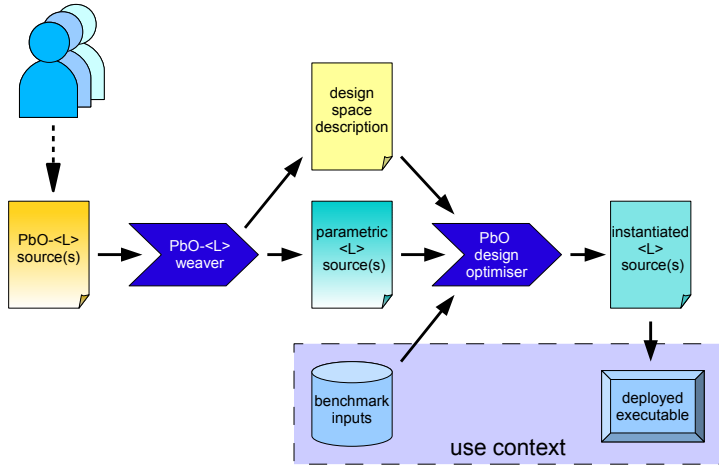 design
space
description
PbO-<L>
source(s)
PbO-<L>
weaver
parametric
<L>
source(s)
PbO
design
optimiser
instantiated
<L>
source(s)
benchmark
inputs
deployed
executable
use context